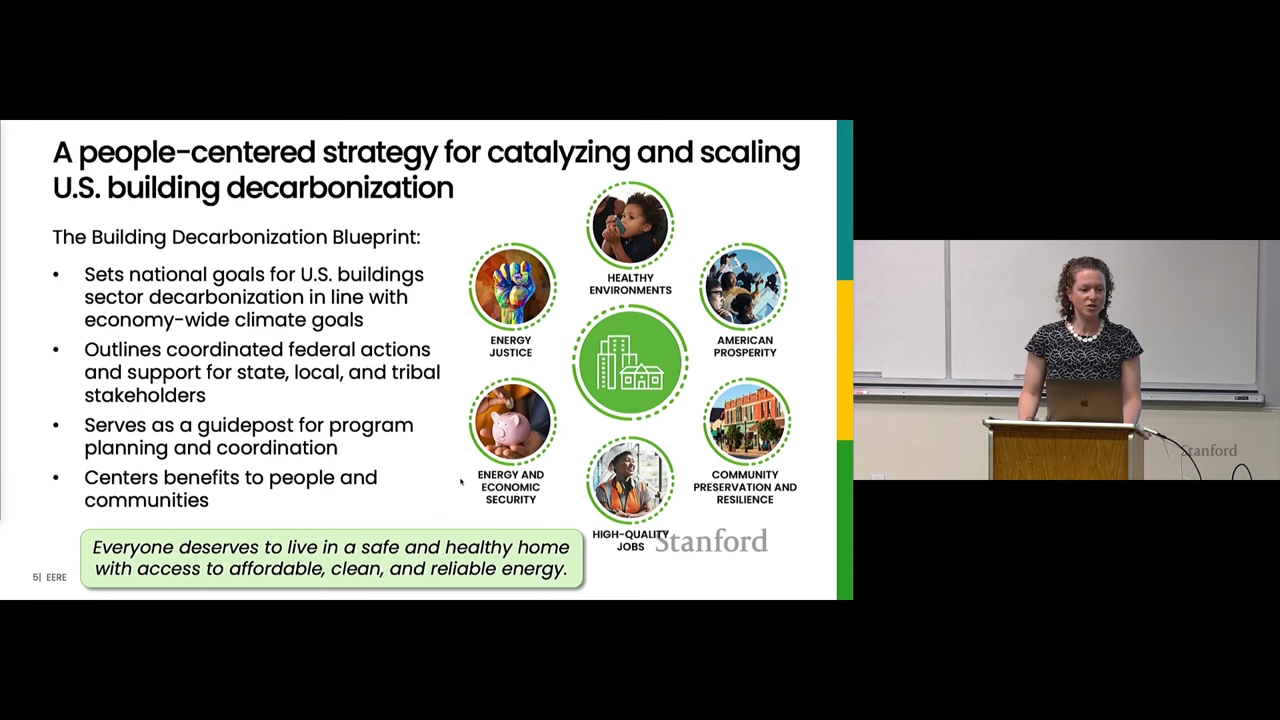 A people-centered strategy for catalyzing and scaling
U.S. building decarbonization
The Building Decarbonization Blueprint:
• Sets national goals for U.S. buildings
sector decarbonization in line with
economy-wide climate goals
• Outlines coordinated federal actions
and support for state, local, and tribal
stakeholders
• Serves as a guidepost for program
planning and coordination
• Centers benefits to people and
communities
HEALTHY
ENVIRONMENTS
ENERGY
JUSTICE
AMERICAN
PROSPERITY
ENERGY AND
ECONOMIC
SECURITY
COMMUNITY
PRESERVATION AND
RESILIENCE
HIGH-QUALITY
JOBS
Stanford
Everyone deserves to live in a safe and healthy home
with access to affordable, clean, and reliable energy.
5| EERE
Stanford